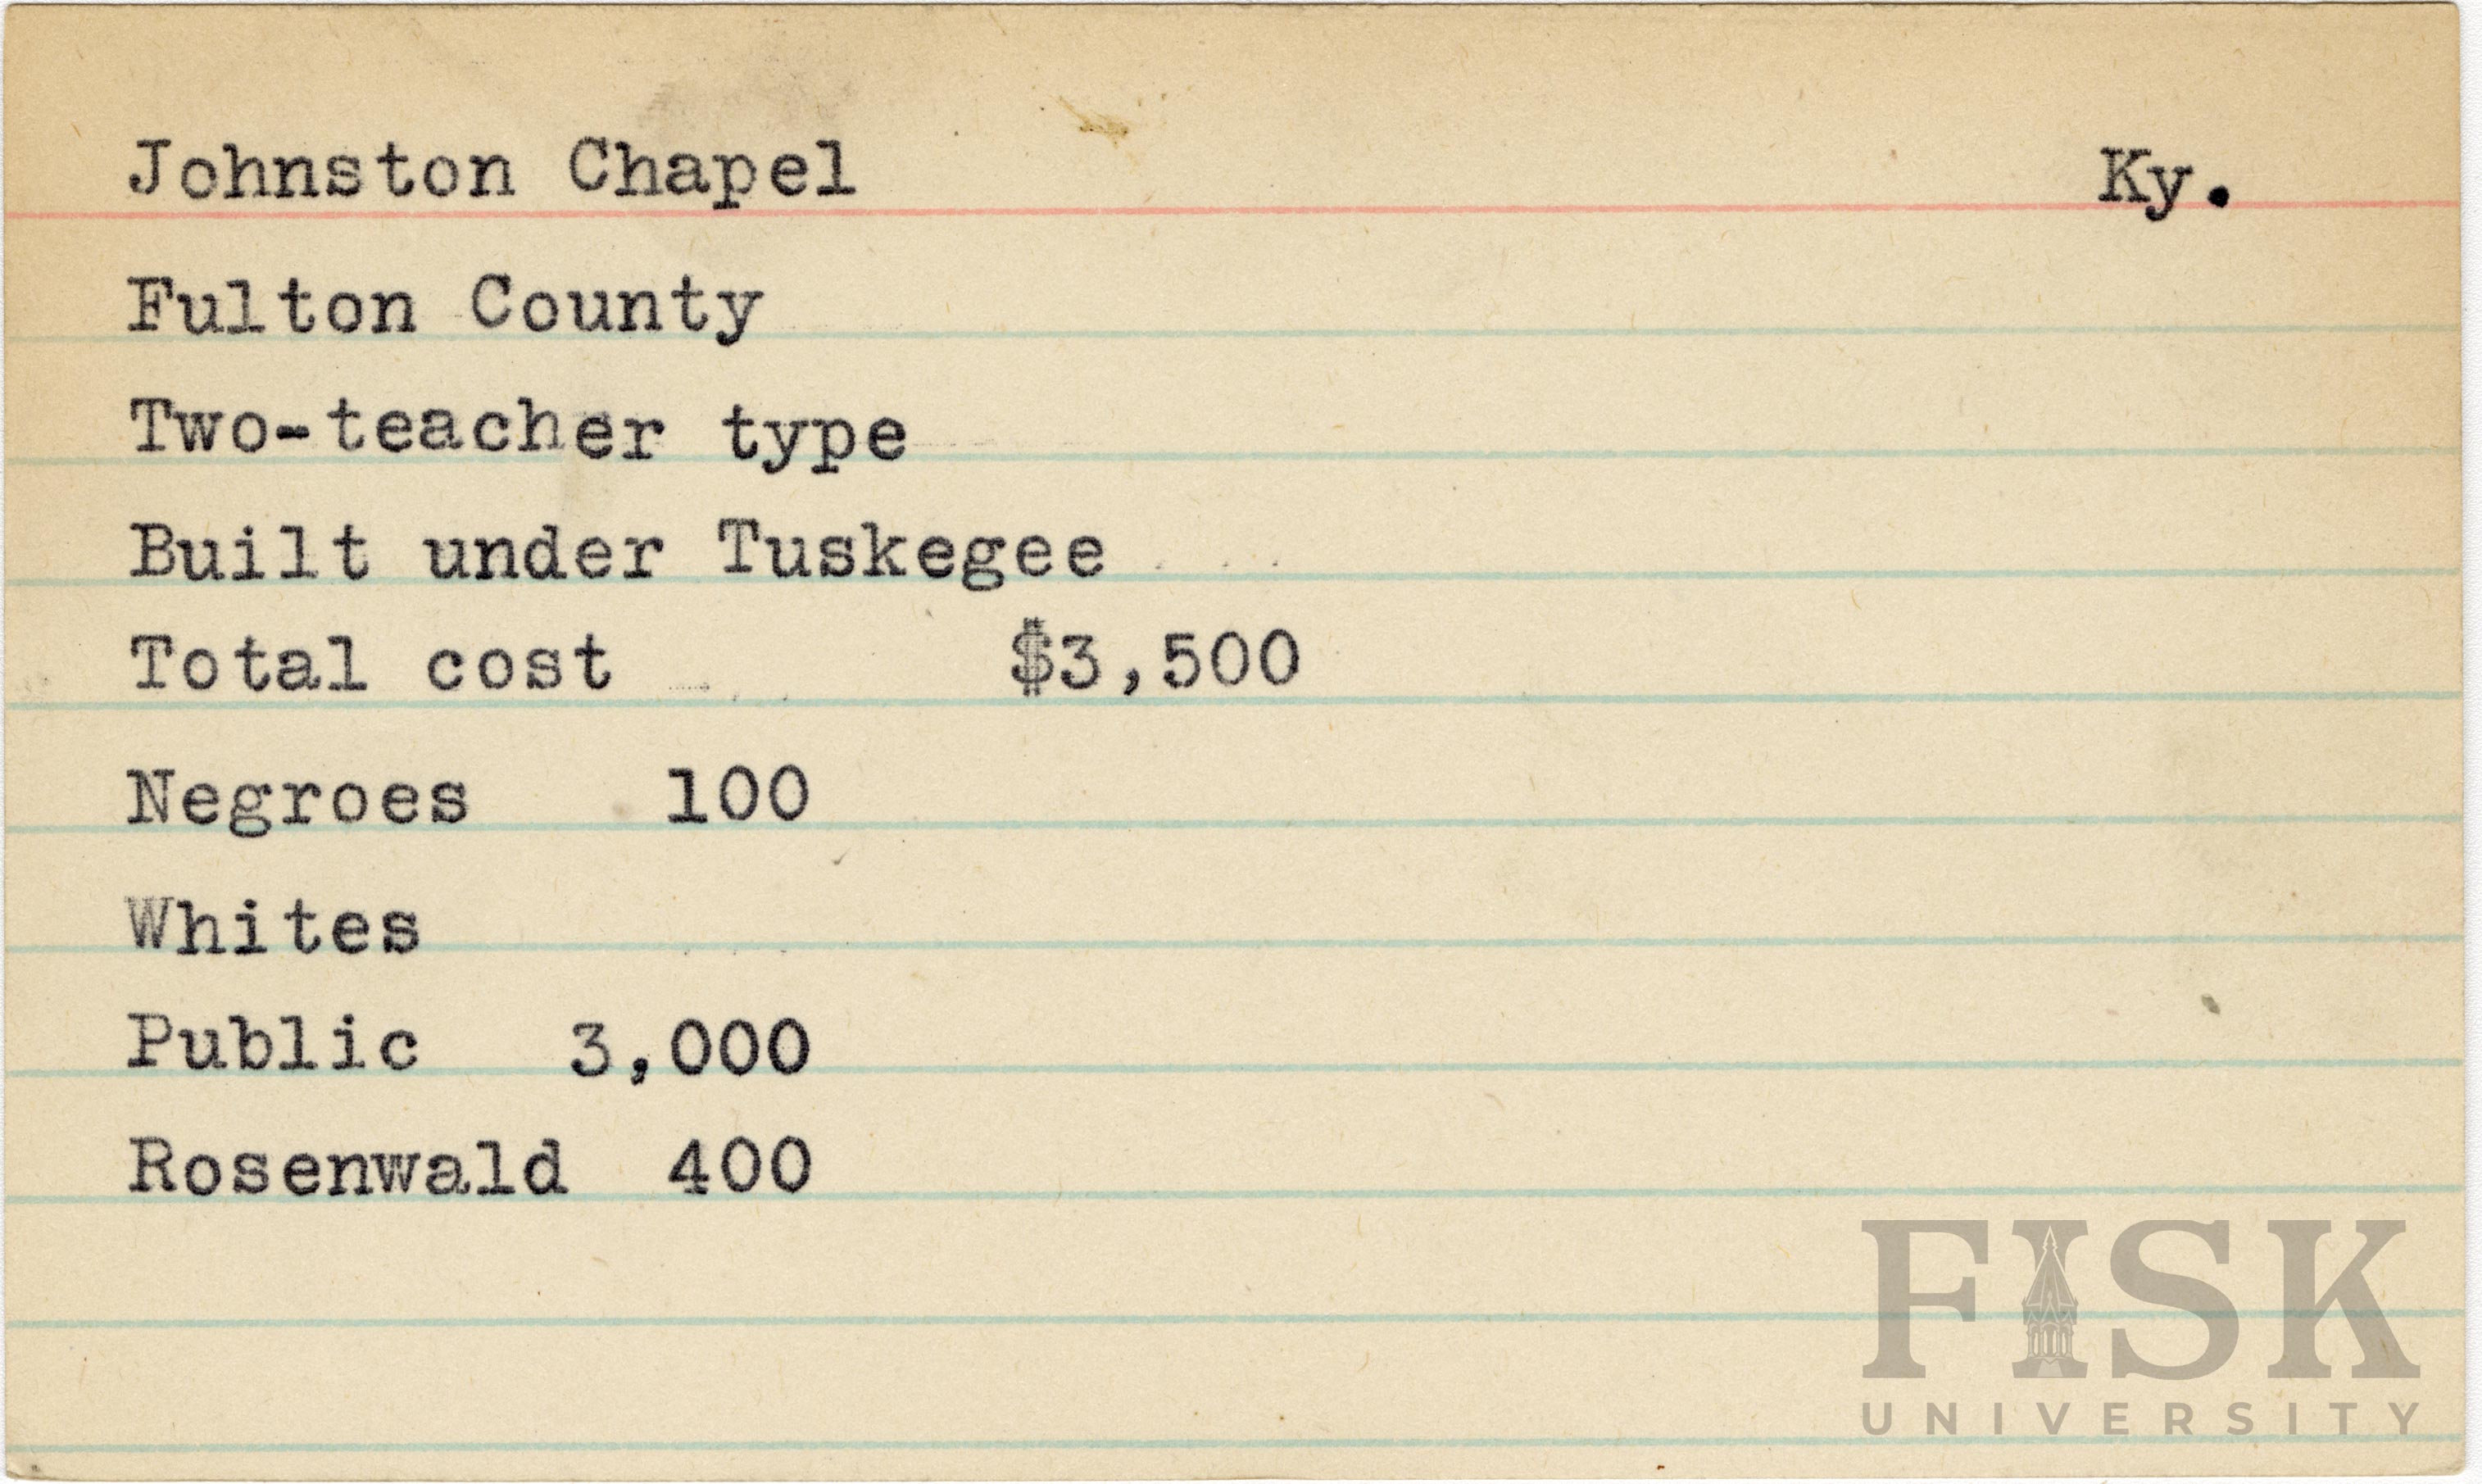 Johnston Chapel Ky.
Fulton County
Two-teacher type
Built under Tuskegee
Total cost $3,500
Negroes 100
Whites
Public 3,000
Rosenwald 400
FISK
UNIVERSITY